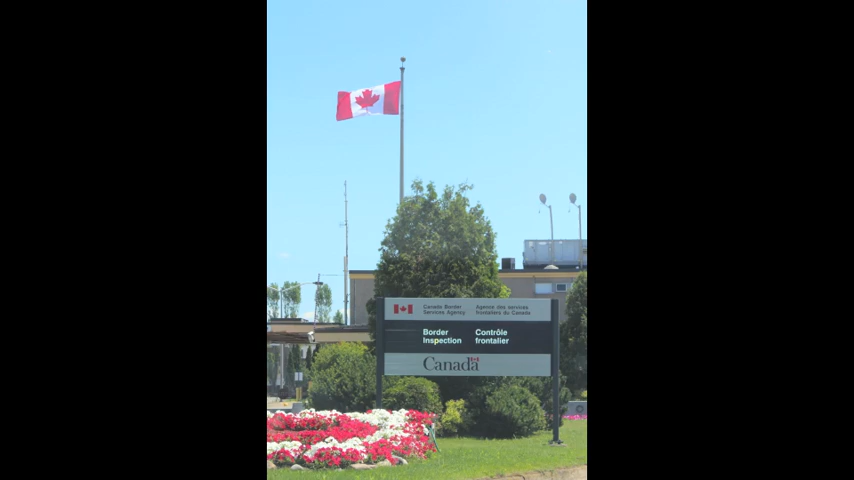 Canada Border
Services Agency
Agence des services
frontaliers du Canada
Border
Inspection
Contrôle
frontalier
Canada